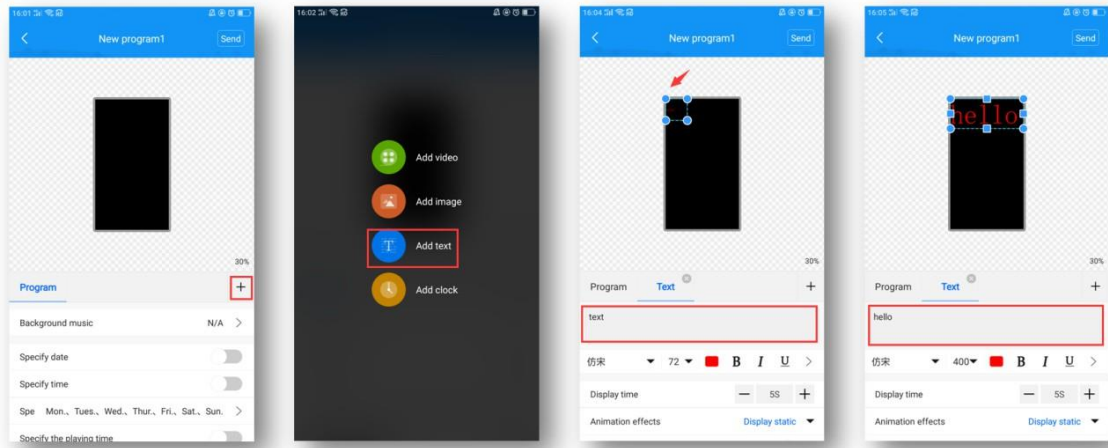 16:01
New program1
Send
30%
Program
+
Background music
N/A >
Specify date
Specify time
Spe Mon.、Tues.、Wed.、Thur.、Fri.、Sat.、Sun. >
Specify the playing time
16:02
Add video
Add image
T Add text
Add clock
16:04
New program1
Send
30%
Program Text +
text
仿宋 72 B I U >
Display time — 5S +
Animation effects Display static
16:05
New program1
Send
hello
30%
Program Text +
hello
仿宋 400 B I U >
Display time — 5S +
Animation effects Display static